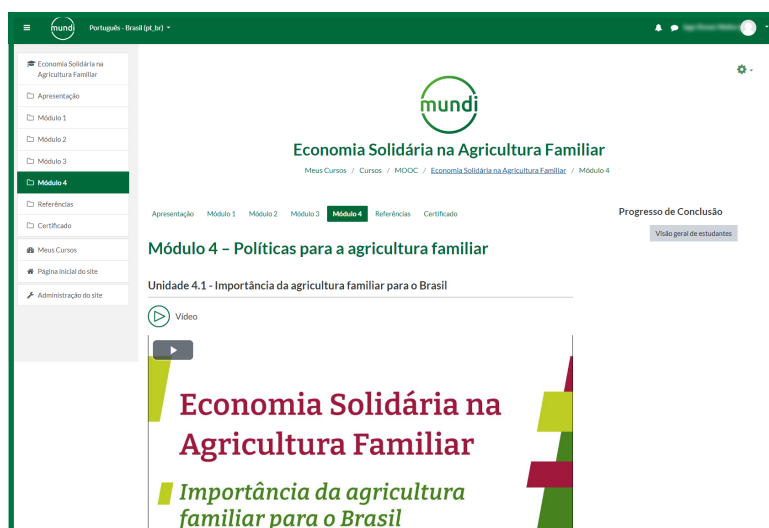 mundi
Português - Brasil (pt_br)
Economia Solidária na
Agricultura Familiar
Apresentação
Módulo 1
Módulo 2
Módulo 3
Módulo 4
Referências
Certificado
Meus Cursos
Página inicial do site
Administração do site
mundi
Economia Solidária na Agricultura Familiar
Meus Cursos / Cursos / MOOC / Economia Solidária na Agricultura Familiar / Módulo 4
Apresentação Módulo 1 Módulo 2 Módulo 3 Módulo 4 Referências Certificado
Módulo 4 – Políticas para a agricultura familiar
Unidade 4.1 - Importância da agricultura familiar para o Brasil
Vídeo
Economia Solidária na
Agricultura Familiar
Importância da agricultura
familiar para o Brasil
Progresso de Conclusão
Visão geral de estudantes